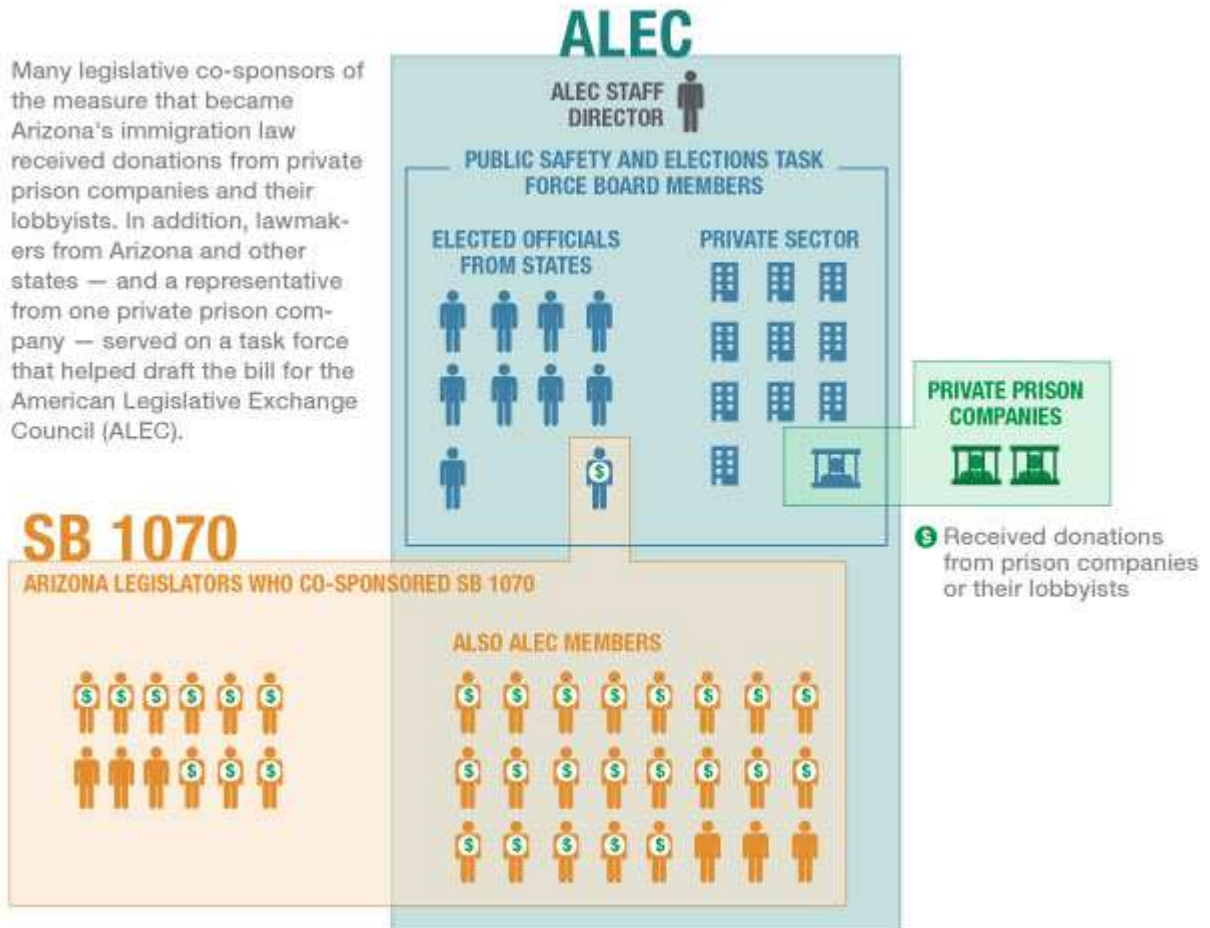 Many legislative co-sponsors of
the measure that became
Arizona's immigration law
received donations from private
prison companies and their
lobbyists. In addition, lawmak-
ers from Arizona and other
states — and a representative
from one private prison com-
pany — served on a task force
that helped draft the bill for the
American Legislative Exchange
Council (ALEC).
ALEC
ALEC STAFF
DIRECTOR
PUBLIC SAFETY AND ELECTIONS TASK
FORCE BOARD MEMBERS
ELECTED OFFICIALS
FROM STATES
PRIVATE SECTOR
$
PRIVATE PRISON
COMPANIES
$ Received donations
from prison companies
or their lobbyists
SB 1070
ARIZONA LEGISLATORS WHO CO-SPONSORED SB 1070
$ $ $ $ $ $
$ $ $
ALSO ALEC MEMBERS
$ $ $ $ $ $ $ $
$ $ $ $ $ $ $ $
$ $ $ $ $